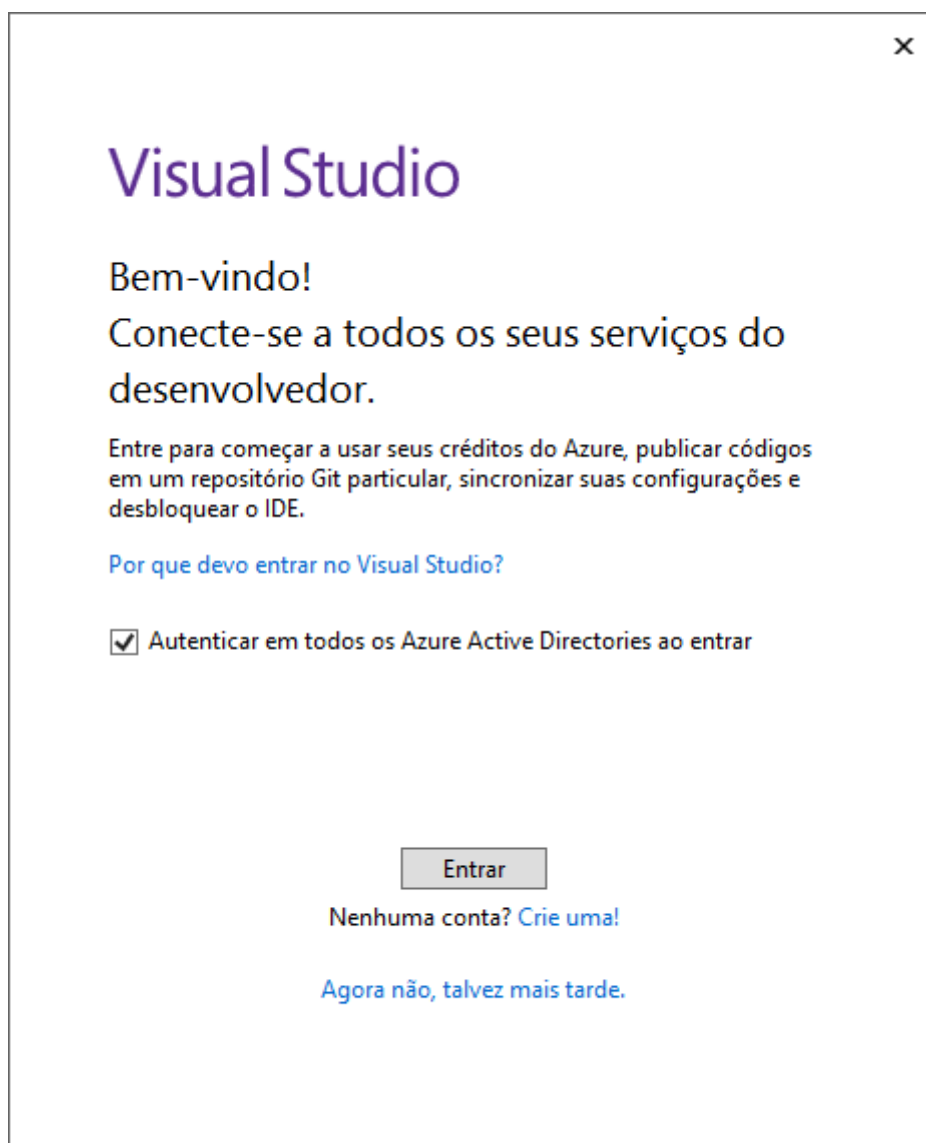 Visual Studio
Bem-vindo!
Conecte-se a todos os seus serviços do
desenvolvedor.
Entre para começar a usar seus créditos do Azure, publicar códigos
em um repositório Git particular, sincronizar suas configurações e
desbloquear o IDE.
Por que devo entrar no Visual Studio?
Autenticar em todos os Azure Active Directories ao entrar
Entrar
Nenhuma conta? Crie uma!
Agora não, talvez mais tarde.